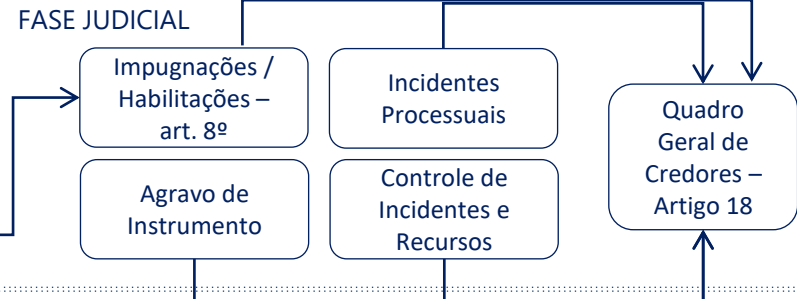 FASE JUDICIAL
Impugnações /
Habilitações –
art. 8º
Incidentes
Processuais
Quadro
Geral de
Credores –
Artigo 18
Agravo de
Instrumento
Controle de
Incidentes e
Recursos